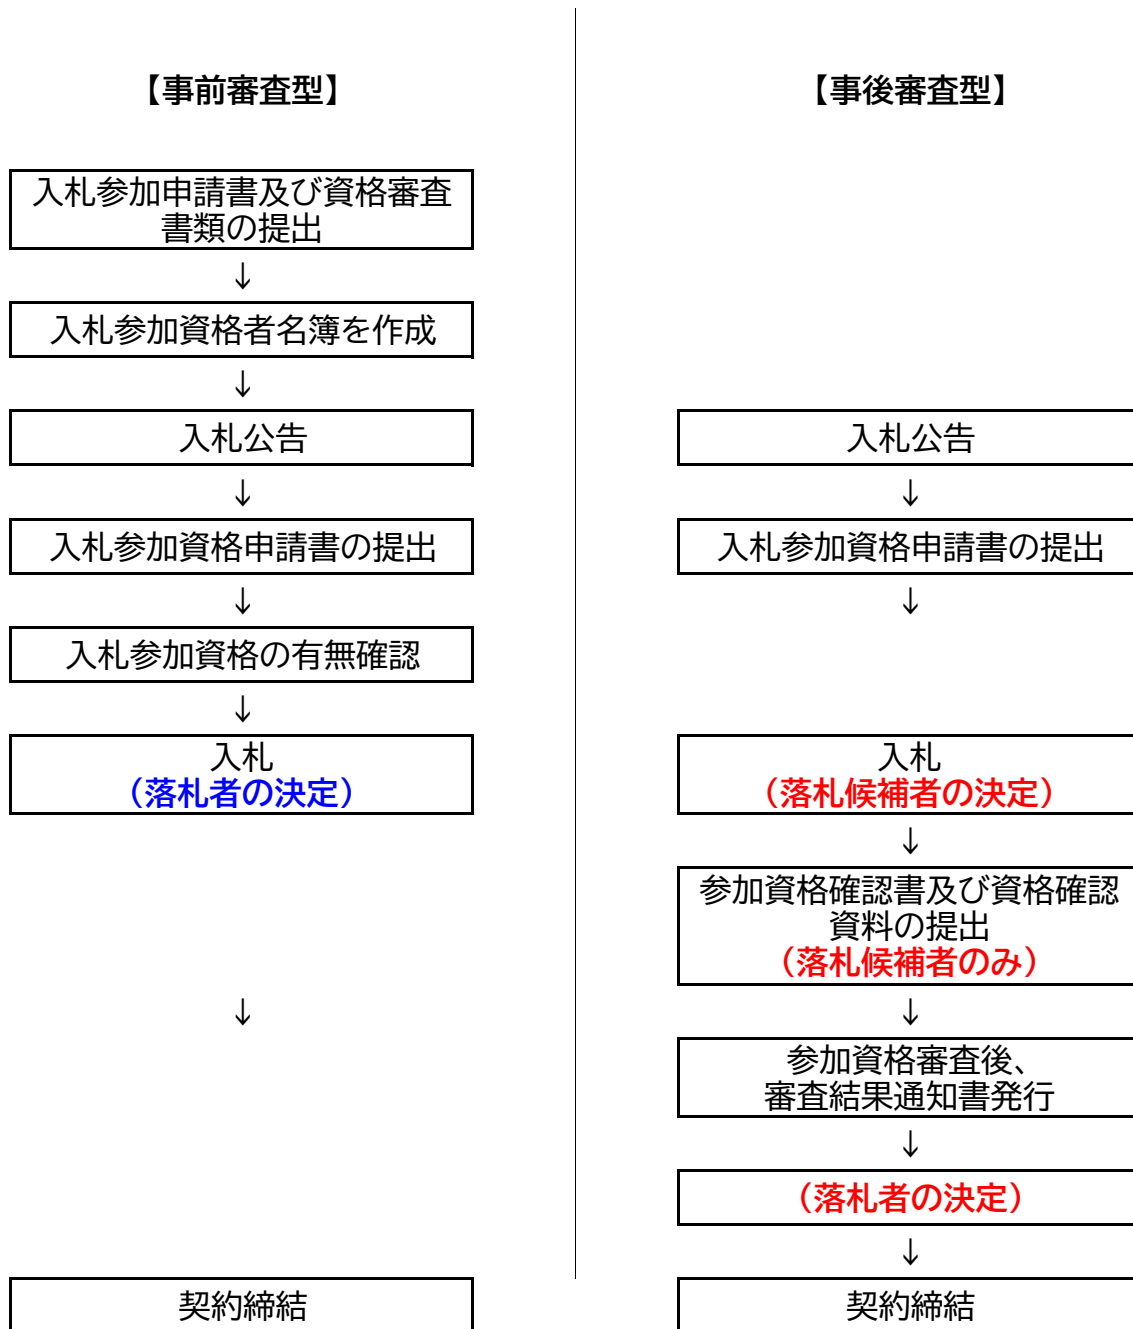 【事前審査型】
入札参加申請書及び資格審査
書類の提出
↓
入札参加資格者名簿を作成
↓
入札公告
↓
入札参加資格申請書の提出
↓
入札参加資格の有無確認
↓
入札
（落札者の決定）
↓
契約締結
【事後審査型】
入札公告
↓
入札参加資格申請書の提出
↓
入札
（落札候補者の決定）
↓
参加資格確認書及び資格確認
資料の提出
（落札候補者のみ）
↓
参加資格審査後、
審査結果通知書発行
↓
（落札者の決定）
↓
契約締結